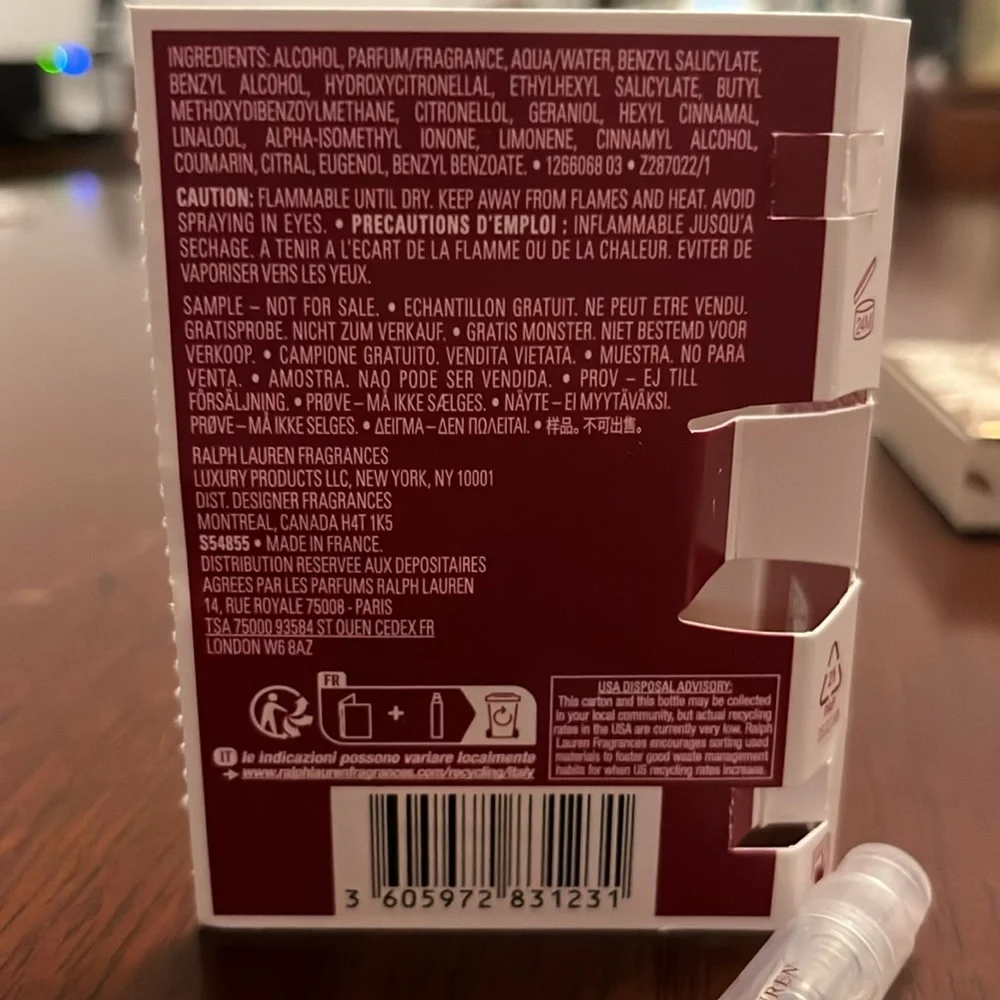 INGREDIENTS: ALCOHOL, PARFUM/FRAGRANCE, AQUA/WATER, BENZYL SALICYLATE,
BENZYL ALCOHOL, HYDROXYCITRONELLAL, ETHYLHEXYL SALICYLATE, BUTYL
METHOXYDIBENZOYLMETHANE, CITRONELLOL, GERANIOL, HEXYL CINNAMAL,
LINALOOL, ALPHA-ISOMETHYL IONONE, LIMONENE, CINNAMYL ALCOHOL,
COUMARIN, CITRAL, EUGENOL, BENZYL BENZOATE. • 1266068 03 • Z287022/1
CAUTION: FLAMMABLE UNTIL DRY. KEEP AWAY FROM FLAMES AND HEAT. AVOID
SPRAYING IN EYES. • PRECAUTIONS D'EMPLOI : INFLAMMABLE JUSQU'A
SECHAGE. A TENIR A L'ECART DE LA FLAMME OU DE LA CHALEUR. EVITER DE
VAPORISER VERS LES YEUX.
SAMPLE – NOT FOR SALE. • ECHANTILLON GRATUIT. NE PEUT ETRE VENDU.
GRATISPROBE. NICHT ZUM VERKAUF. • GRATIS MONSTER. NIET BESTEMD VOOR
VERKOOP. • CAMPIONE GRATUITO. VENDITA VIETATA. • MUESTRA. NO PARA
VENTA. • AMOSTRA. NAO PODE SER VENDIDA. • PROV – EJ TILL
FÖRSÄLJNING. • PRØVE – MÅ IKKE SÆLGES. • NÄYTE – EI MYYTÄVÄKSI.
PRØVE – MÅ IKKE SELGES. • ΔΕΙΓΜΑ – ΔΕΝ ΠΩΛΕΙΤΑΙ. • 样品。不可出售。
RALPH LAUREN FRAGRANCES
LUXURY PRODUCTS LLC, NEW YORK, NY 10001
DIST. DESIGNER FRAGRANCES
MONTREAL, CANADA H4T 1K5
S54855 • MADE IN FRANCE.
DISTRIBUTION RESERVEE AUX DEPOSITAIRES
AGREES PAR LES PARFUMS RALPH LAUREN
14, RUE ROYALE 75008 - PARIS
TSA 75000 93584 ST OUEN CEDEX FR
LONDON W6 8AZ
FR
+
IT le indicazioni possono variare localmente
www.ralphlaurenfragrances.com/recycling/italy
USA DISPOSAL ADVISORY:
This carton and this bottle may be collected
in your local community, but actual recycling
rates in the USA are currently very low. Ralph
Lauren Fragrances encourages sorting used
materials to foster good waste management
habits for when US recycling rates increase.
3 605972 831231
24M
21
REN